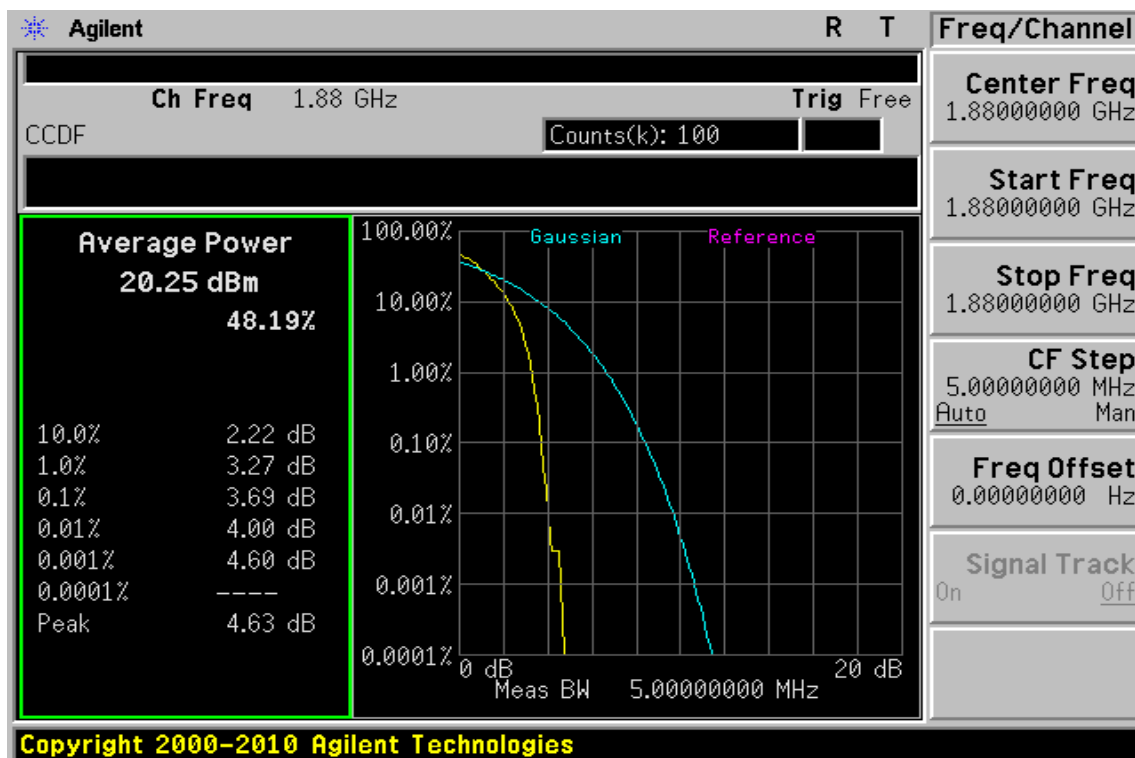 Agilent R T
Ch Freq 1.88 GHz Trig Free
CCDF Counts(k): 100
Average Power
20.25 dBm
48.19%
10.0% 2.22 dB
1.0% 3.27 dB
0.1% 3.69 dB
0.01% 4.00 dB
0.001% 4.60 dB
0.0001% ----
Peak 4.63 dB
100.00%
Gaussian Reference
10.00%
1.00%
0.10%
0.01%
0.001%
0.0001%
0 dB 20 dB
Meas BW 5.00000000 MHz
Freq/Channel
Center Freq
1.88000000 GHz
Start Freq
1.88000000 GHz
Stop Freq
1.88000000 GHz
CF Step
5.00000000 MHz
Auto Man
Freq Offset
0.00000000 Hz
Signal Track
On Off
Copyright 2000-2010 Agilent Technologies